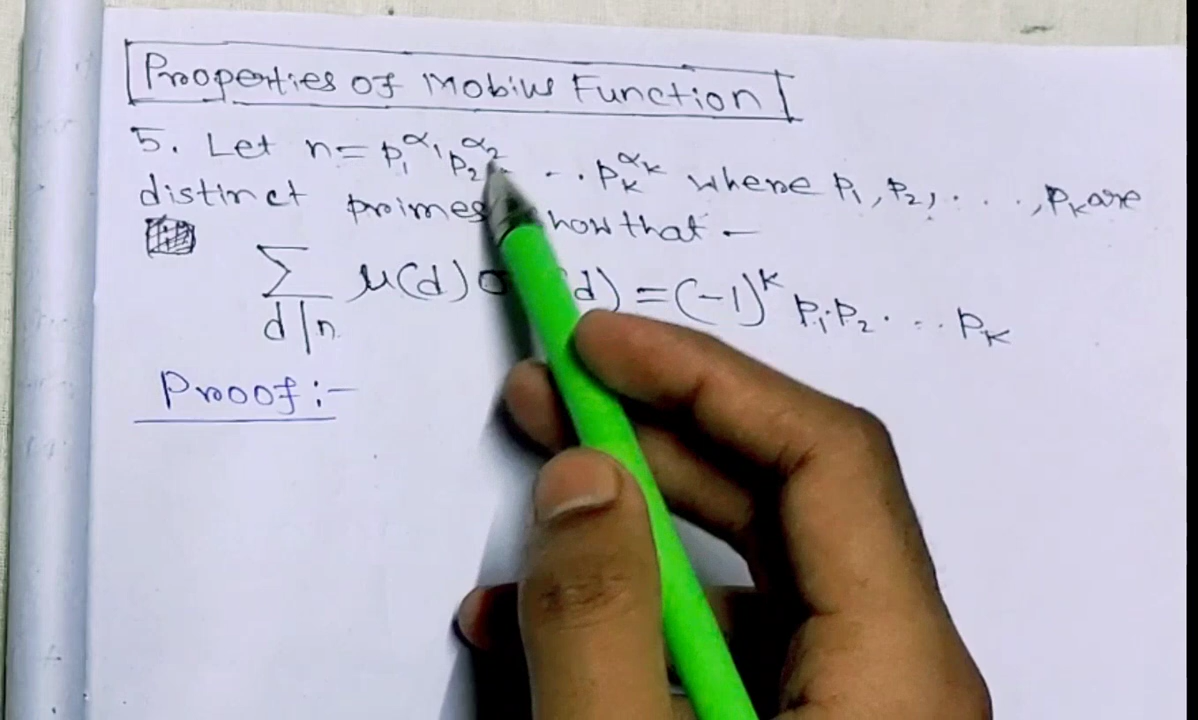 Properties of Mobius Function
5. Let n = p₁^α₁ p₂^α₂ ... p_k^α_k where p₁, p₂, . . . , p_k are
distinct primes how that –
∑_{d|n} μ(d) (d) = (-1)^k p₁p₂ . ... p_k
Proof :-